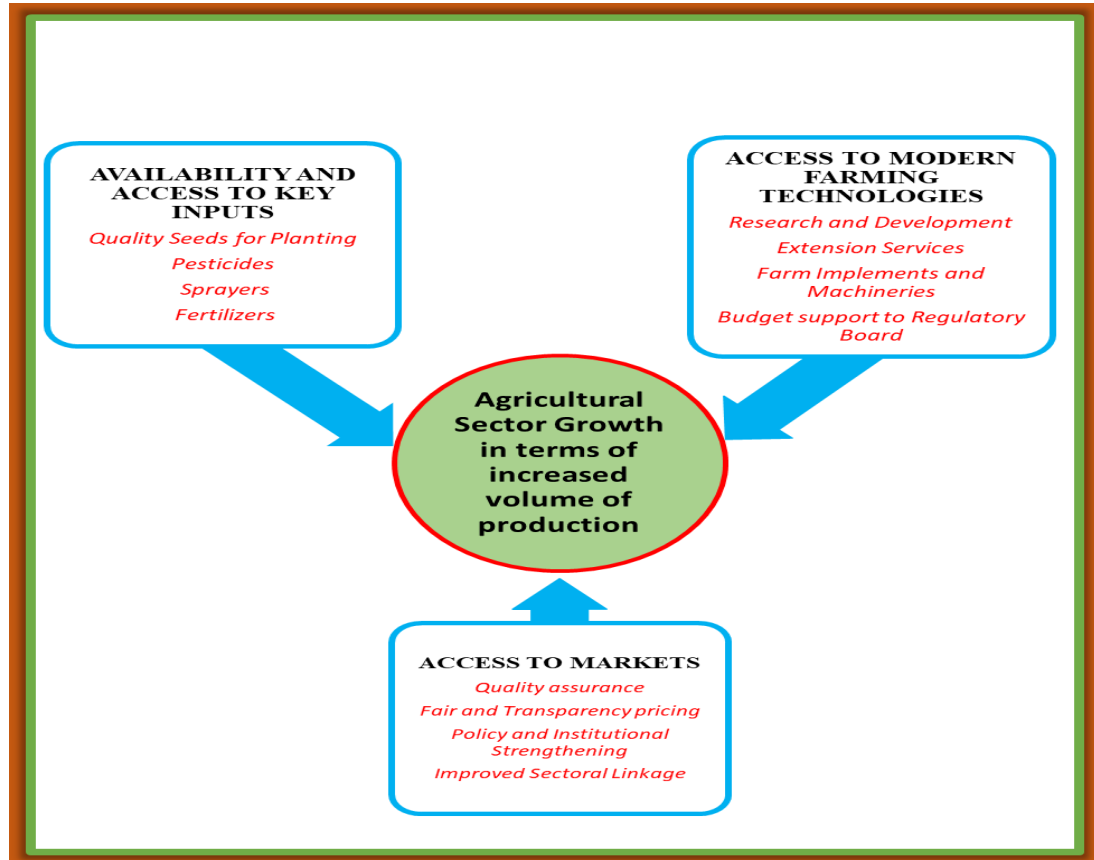 AVAILABILITY AND
ACCESS TO KEY
INPUTS
Quality Seeds for Planting
Pesticides
Sprayers
Fertilizers
ACCESS TO MODERN
FARMING
TECHNOLOGIES
Research and Development
Extension Services
Farm Implements and
Machineries
Budget support to Regulatory
Board
Agricultural
Sector Growth
in terms of
increased
volume of
production
ACCESS TO MARKETS
Quality assurance
Fair and Transparency pricing
Policy and Institutional
Strengthening
Improved Sectoral Linkage